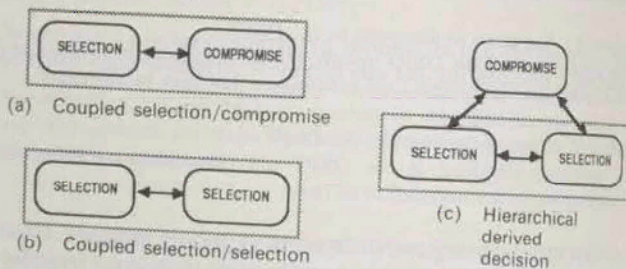 SELECTION
COMPROMISE
(a) Coupled selection/compromise
SELECTION
SELECTION
(b) Coupled selection/selection
COMPROMISE
SELECTION
SELECTION
(c) Hierarchical
derived
decision